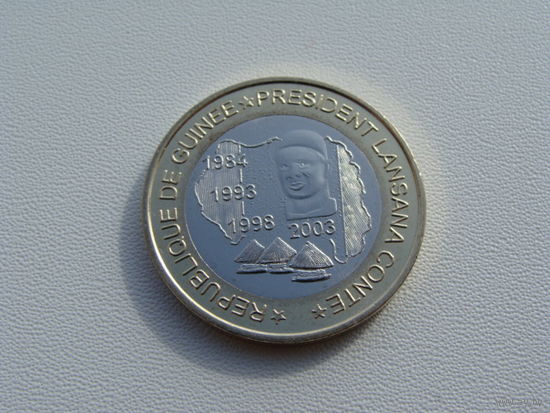 REPUBLIQUE DE GUINEE ★ PRESIDENT LANSANA CONTE ★ ★
1984
1993
1998 2003